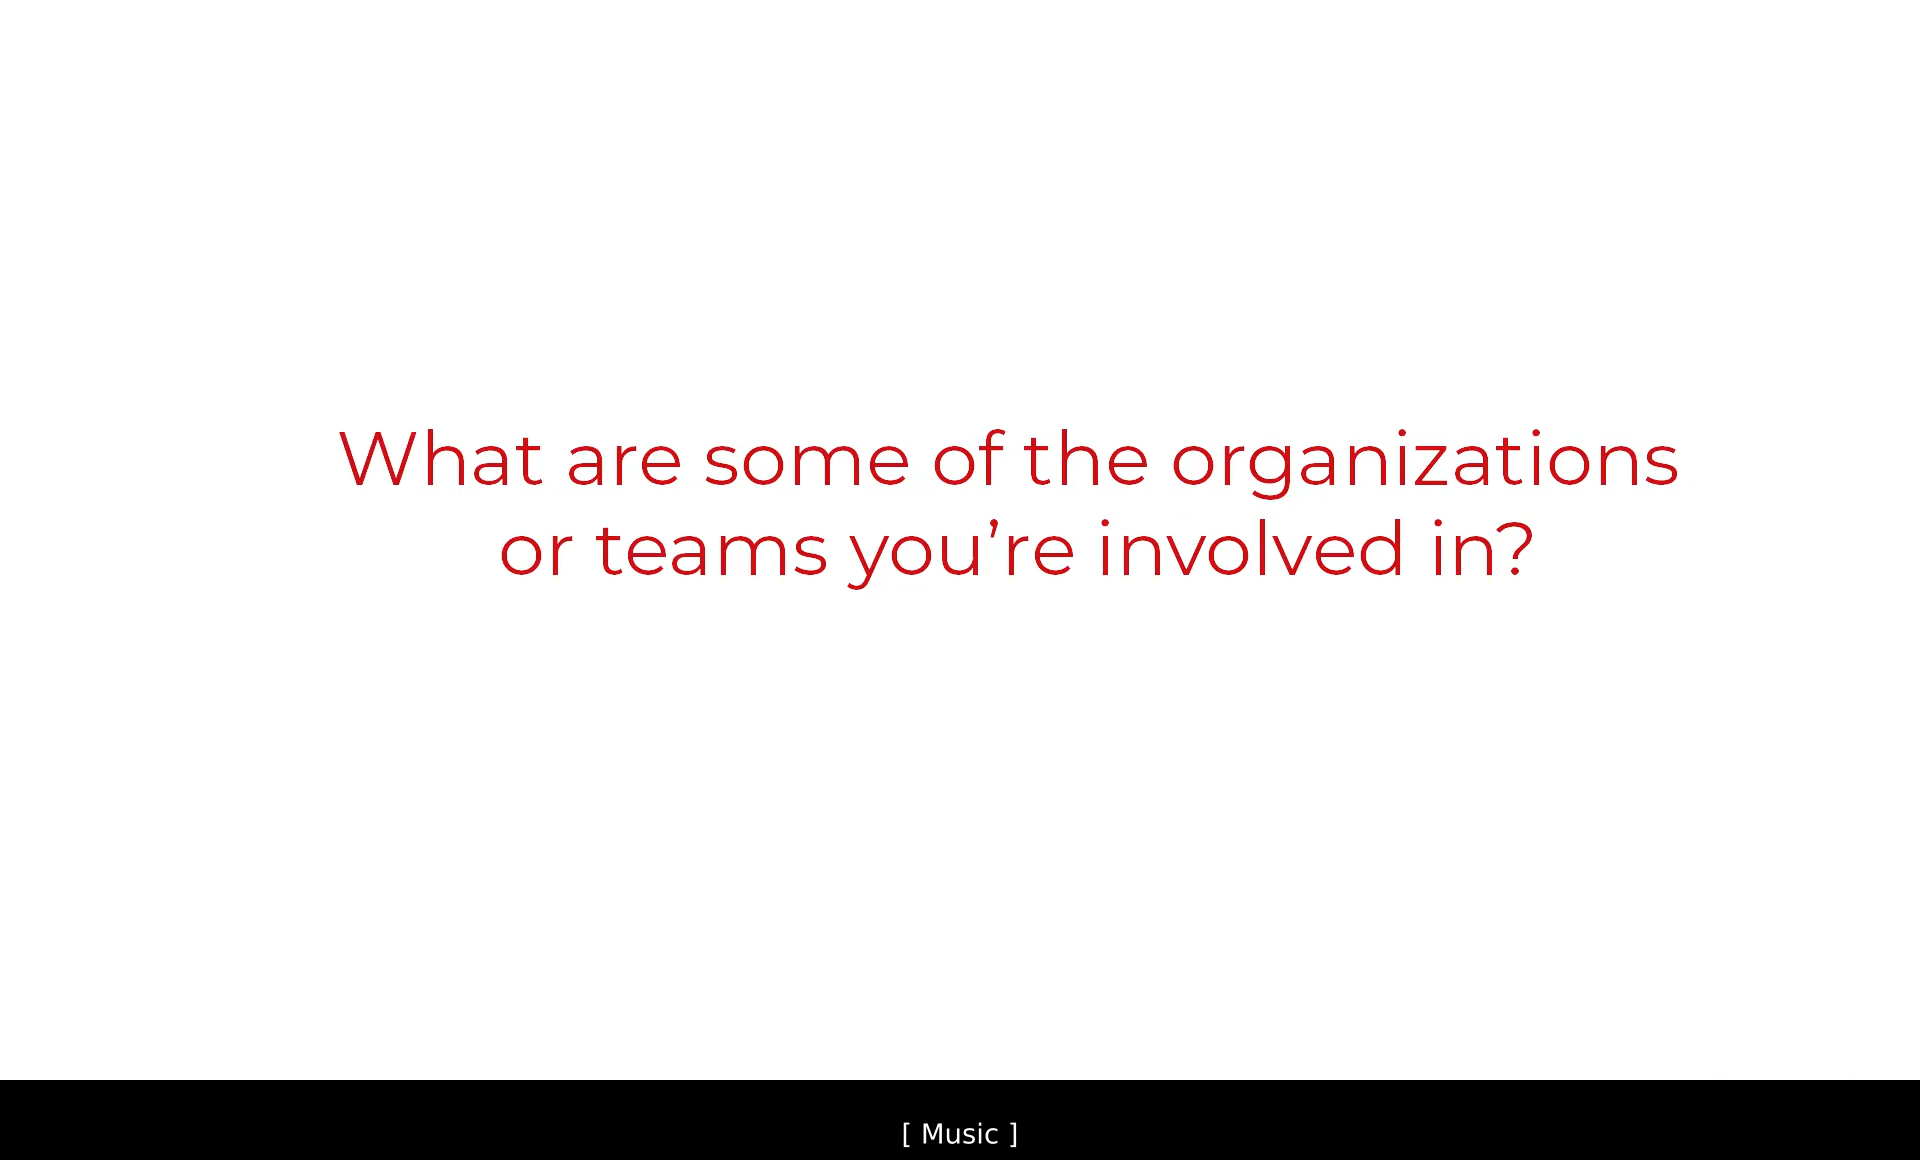 What are some of the organizations
or teams you’re involved in?
[ Music ]